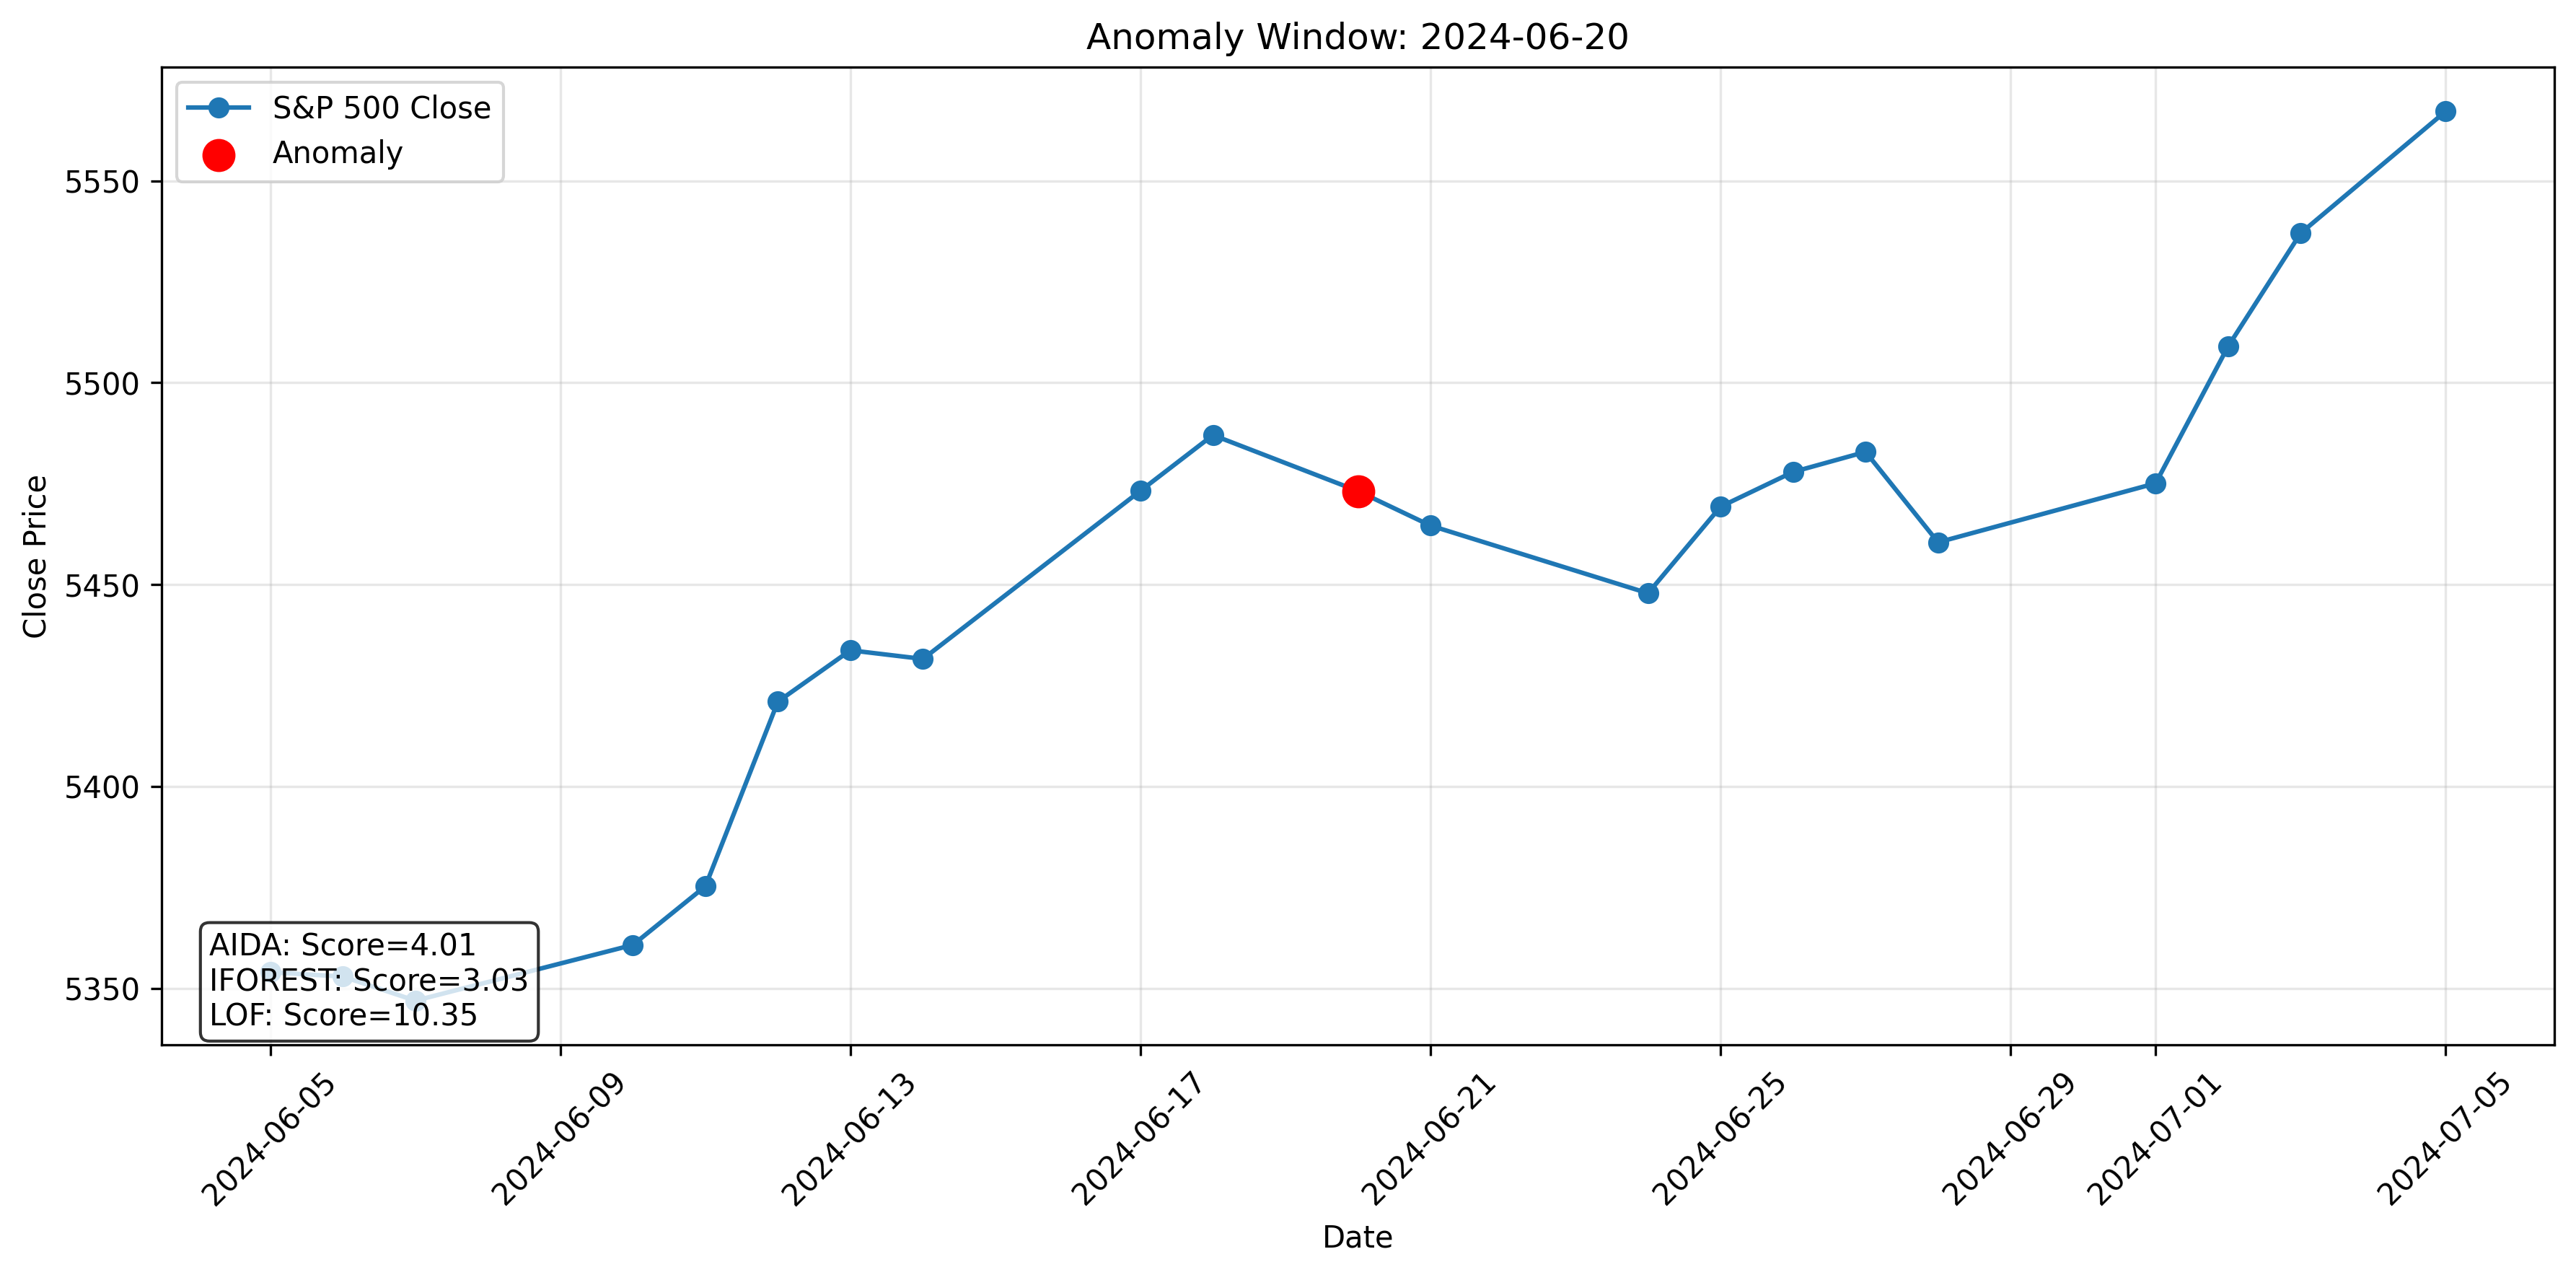 Anomaly Window: 2024-06-20
S&P 500 Close
Anomaly
5550
5500
5450
5400
5350
Close Price
AIDA: Score=4.01
IFOREST: Score=3.03
LOF: Score=10.35
2024-06-05
2024-06-09
2024-06-13
2024-06-17
2024-06-21
2024-06-25
2024-06-29
2024-07-01
2024-07-05
Date